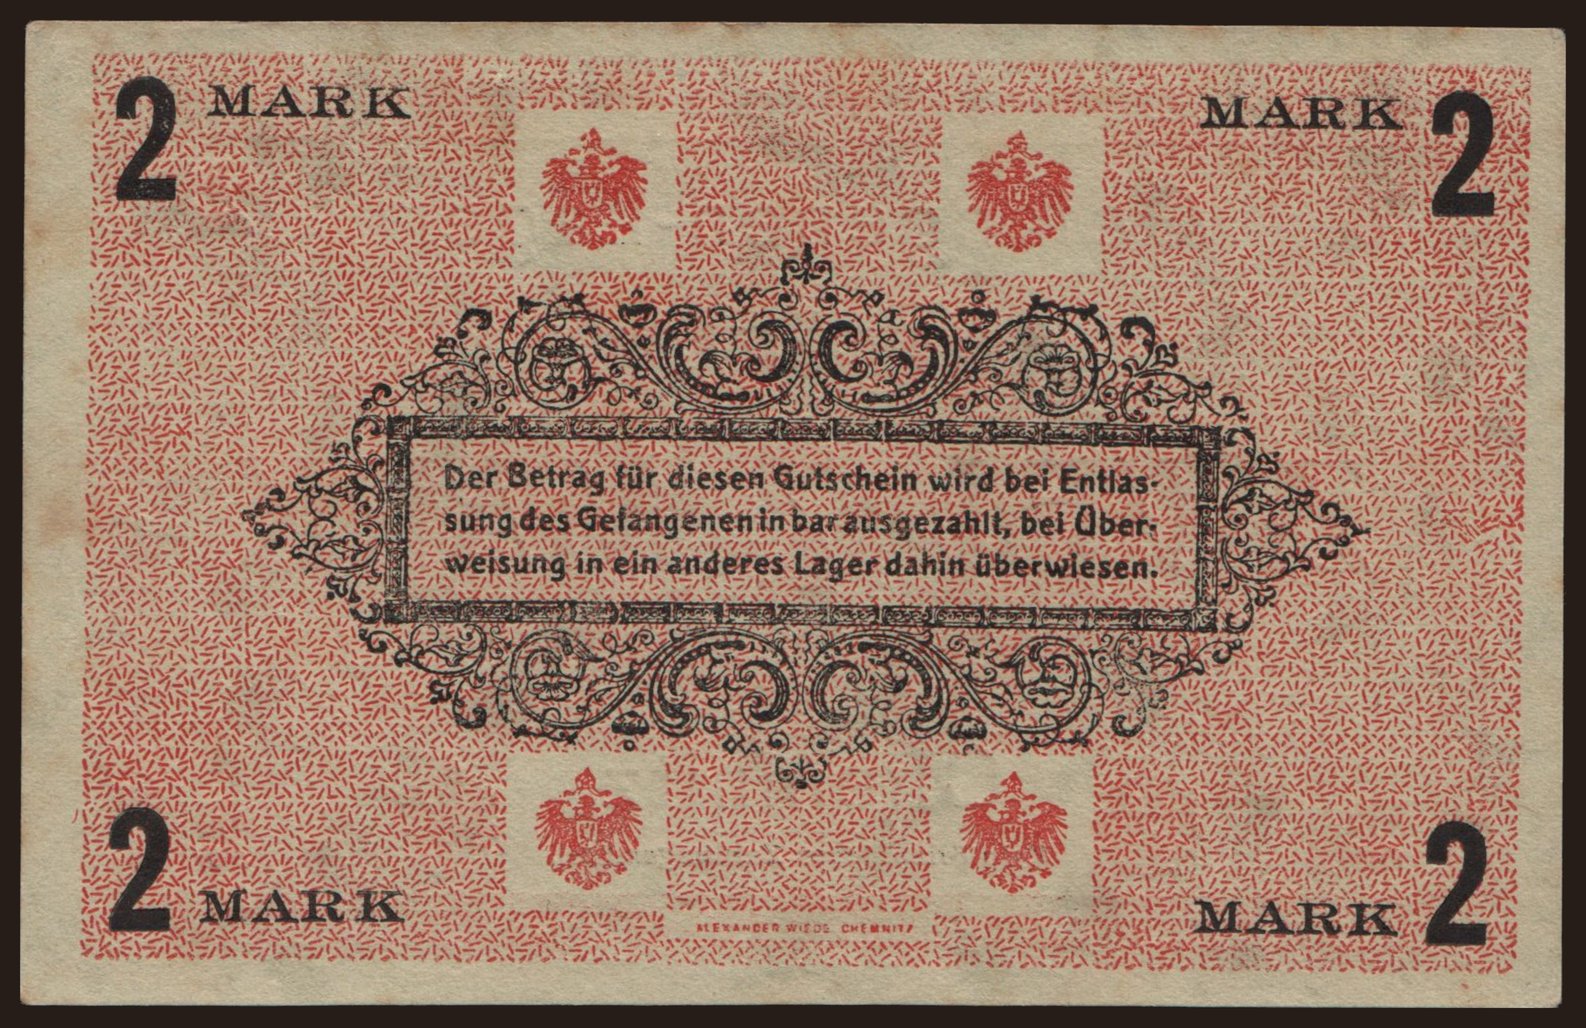 2 MARK MARK 2
Der Betrag für diesen Gutschein wird bei Entlas-
sung des Gefangenen in bar ausgezahlt, bei Über-
weisung in ein anderes Lager dahin überwiesen.
2 MARK MARK 2
ALEXANDER WIEDE CHEMNITZ